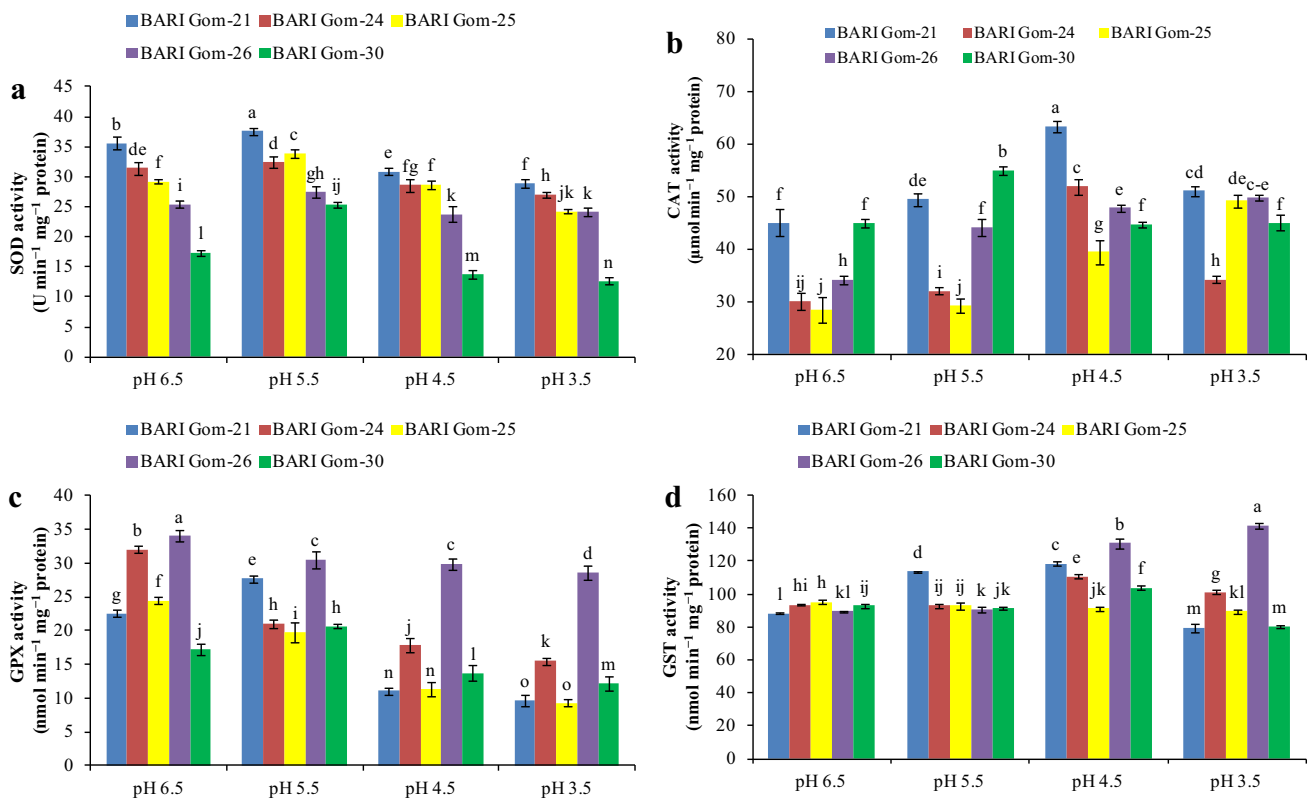 BARI Gom-21 BARI Gom-24 BARI Gom-25
BARI Gom-26 BARI Gom-30
a
SOD activity
(U min⁻¹ mg⁻¹ protein)
45
40
35
30
25
20
15
10
5
0
b de f i l
a d c gh ij
e fg f k m
f h jk k n
pH 6.5 pH 5.5 pH 4.5 pH 3.5
b
BARI Gom-21 BARI Gom-24 BARI Gom-25
BARI Gom-26 BARI Gom-30
CAT activity
(µmol min⁻¹ mg⁻¹ protein)
80
70
60
50
40
30
20
f ij j h f
de i j f b
a c g e f
cd h de c-e f
pH 6.5 pH 5.5 pH 4.5 pH 3.5
BARI Gom-21 BARI Gom-24 BARI Gom-25
BARI Gom-26 BARI Gom-30
c
GPX activity
(nmol min⁻¹ mg⁻¹ protein)
40
35
30
25
20
15
10
5
0
g b f a j
e h i c h
n j n c l
o k o d m
pH 6.5 pH 5.5 pH 4.5 pH 3.5
BARI Gom-21 BARI Gom-24 BARI Gom-25
BARI Gom-26 BARI Gom-30
d
GST activity
(nmol min⁻¹ mg⁻¹ protein)
160
140
120
100
80
60
40
20
0
l hi h kl ij
d ij ij k jk
c e jk b f
m g kl a m
pH 6.5 pH 5.5 pH 4.5 pH 3.5